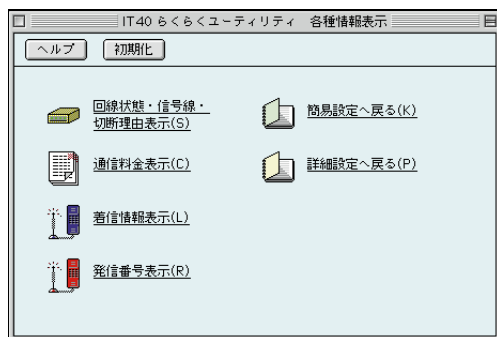 IT40 らくらくユーティリティ　各種情報表示
ヘルプ 初期化
回線状態・信号線・
切断理由表示(S)
通信料金表示(C)
着信情報表示(L)
発信番号表示(R)
簡易設定へ戻る(K)
詳細設定へ戻る(P)